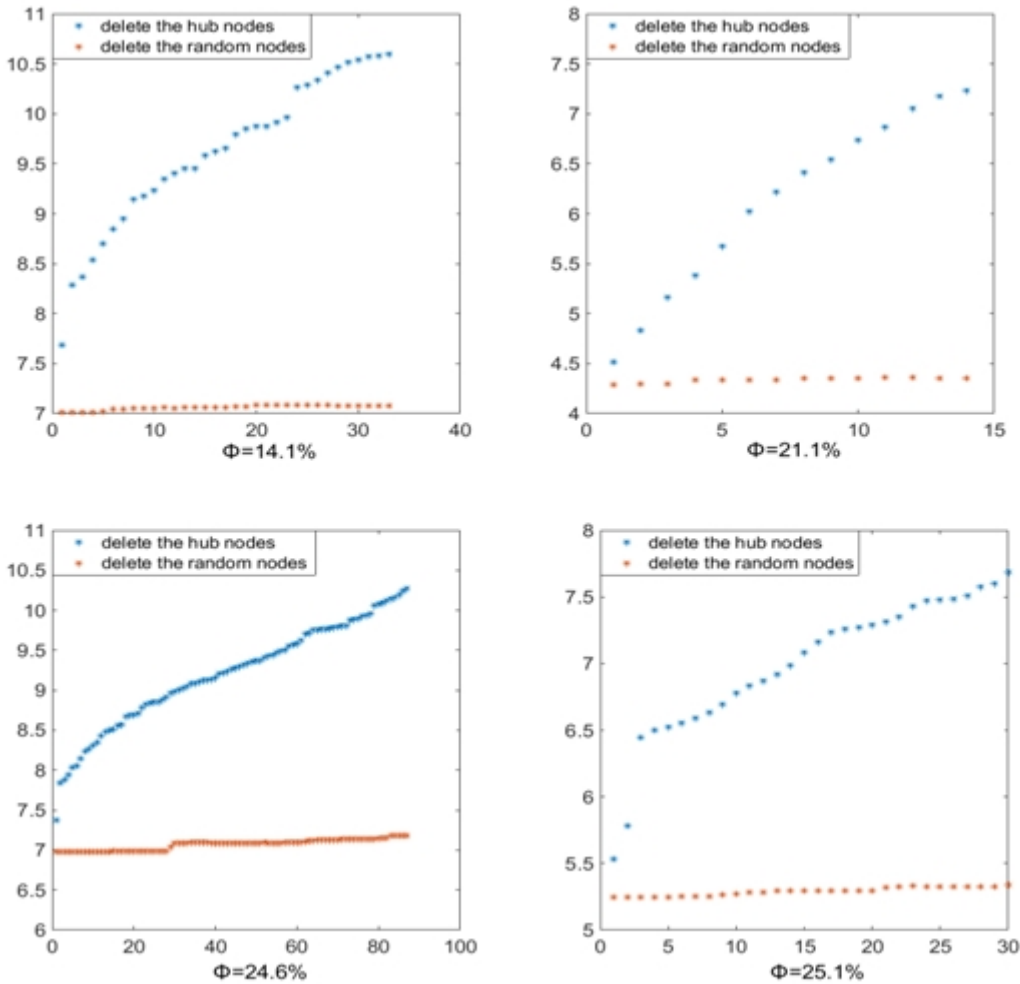 11
10.5
10
9.5
9
8.5
8
7.5
7
0 10 20 30 40
delete the hub nodes
delete the random nodes
Φ=14.1%
8
7.5
7
6.5
6
5.5
5
4.5
4
0 5 10 15
delete the hub nodes
delete the random nodes
Φ=21.1%
11
10.5
10
9.5
9
8.5
8
7.5
7
6.5
6
0 20 40 60 80 100
delete the hub nodes
delete the random nodes
Φ=24.6%
8
7.5
7
6.5
6
5.5
5
0 5 10 15 20 25 30
delete the hub nodes
delete the random nodes
Φ=25.1%